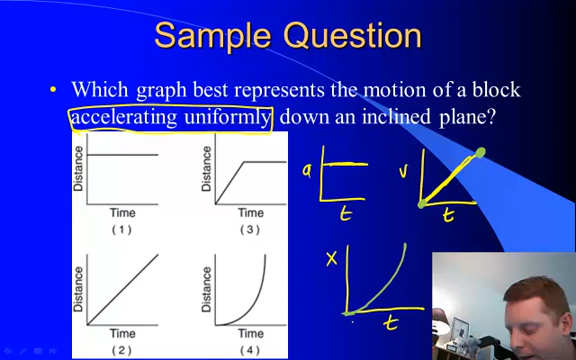 Sample Question
• Which graph best represents the motion of a block
accelerating uniformly down an inclined plane?
Distance
Time
(1)
Distance
Time
(3)
Distance
Time
(2)
Distance
Time
(4)
a
t
v
t
x
t